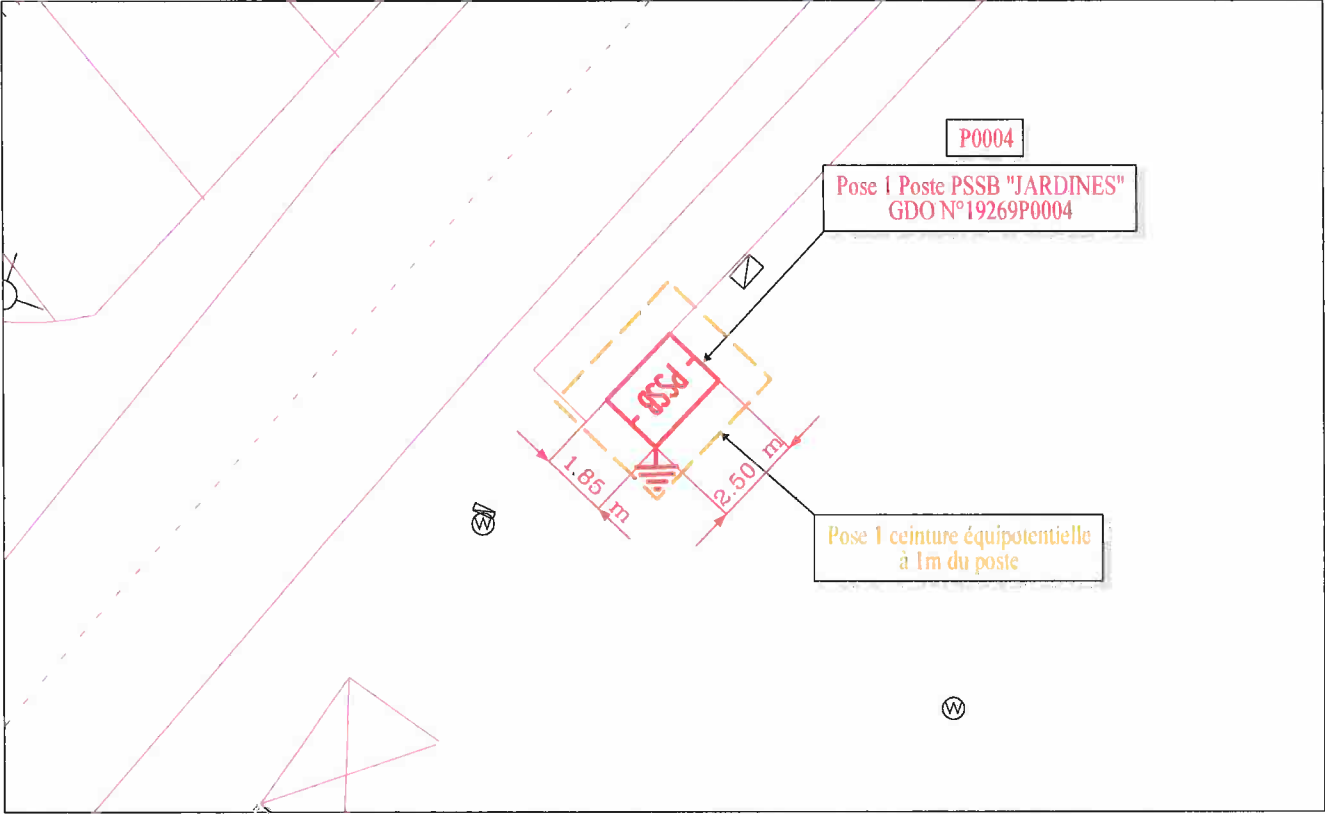 P0004
Pose 1 Poste PSSB "JARDINES"
GDO N°19269P0004
PSSB
1.85 m
2.50 m
Pose 1 ceinture équipotentielle
à 1m du poste
W
W